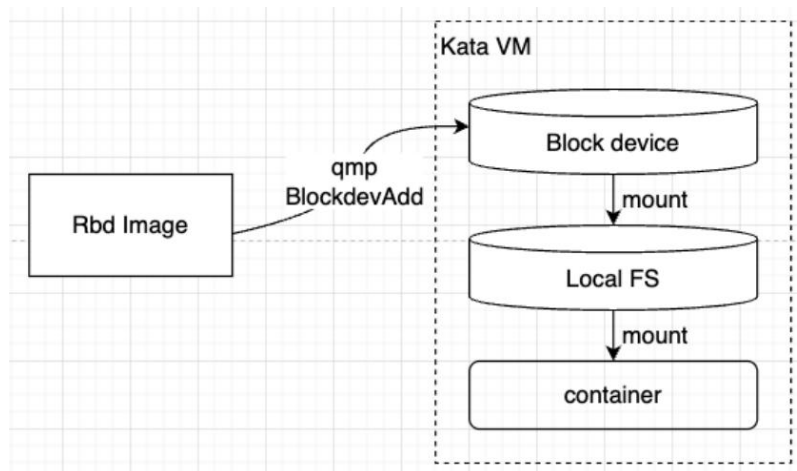 Kata VM
Block device
qmp
BlockdevAdd
Rbd Image
mount
Local FS
mount
container